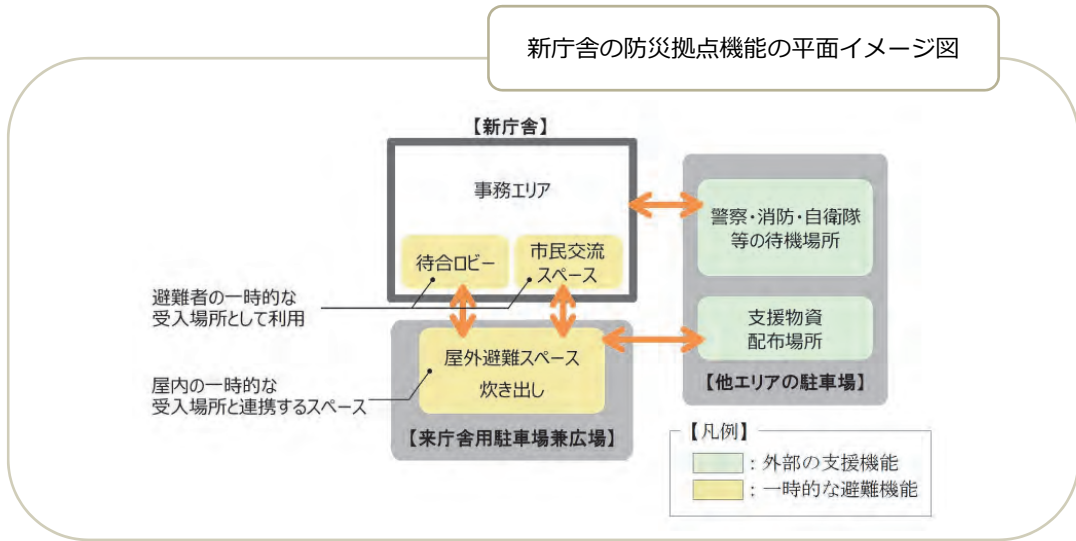 新庁舎の防災拠点機能の平面イメージ図
【新庁舎】
事務エリア
待合ロビー
市民交流
スペース
避難者の一時的な
受入場所として利用
屋外避難スペース
炊き出し
屋内の一時的な
受入場所と連携するスペース
【来庁舎用駐車場兼広場】
警察・消防・自衛隊
等の待機場所
支援物資
配布場所
【他エリアの駐車場】
【凡例】
：外部の支援機能
：一時的な避難機能